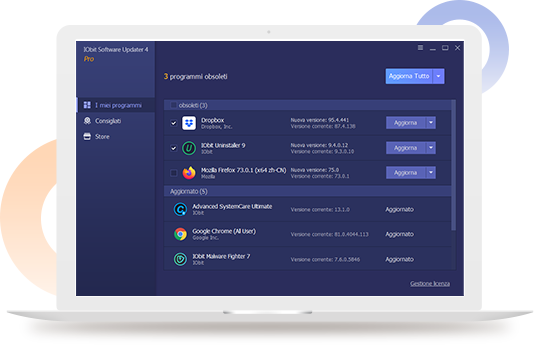 IObit Software Updater 4
Pro
3 programmi obsoleti
Aggiorna Tutto
I miei programmi
Consigliati
Store
obsoleti (3)
Dropbox
Dropbox, Inc.
Nuova versione: 95.4.441
Versione corrente: 87.4.138
Aggiorna
IObit Uninstaller 9
IObit
Nuova versione: 9.4.0.12
Versione corrente: 9.3.0.10
Aggiorna
Mozilla Firefox 73.0.1 (x64 zh-CN)
Mozilla
Nuova versione: 75.0
Versione corrente: 73.0.1
Aggiorna
Aggiornato (5)
Advanced SystemCare Ultimate
IObit
Versione corrente: 13.1.0
Aggiornato
Google Chrome (All User)
Google Inc.
Versione corrente: 81.0.4044.113
Aggiornato
IObit Malware Fighter 7
IObit
Versione corrente: 7.6.0.5846
Aggiornato
Gestione licenza